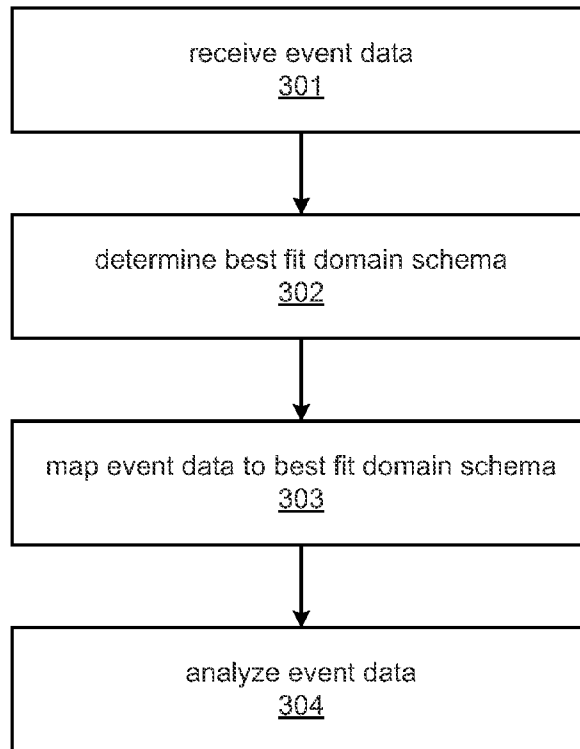 receive event data
301
determine best fit domain schema
302
map event data to best fit domain schema
303
analyze event data
304